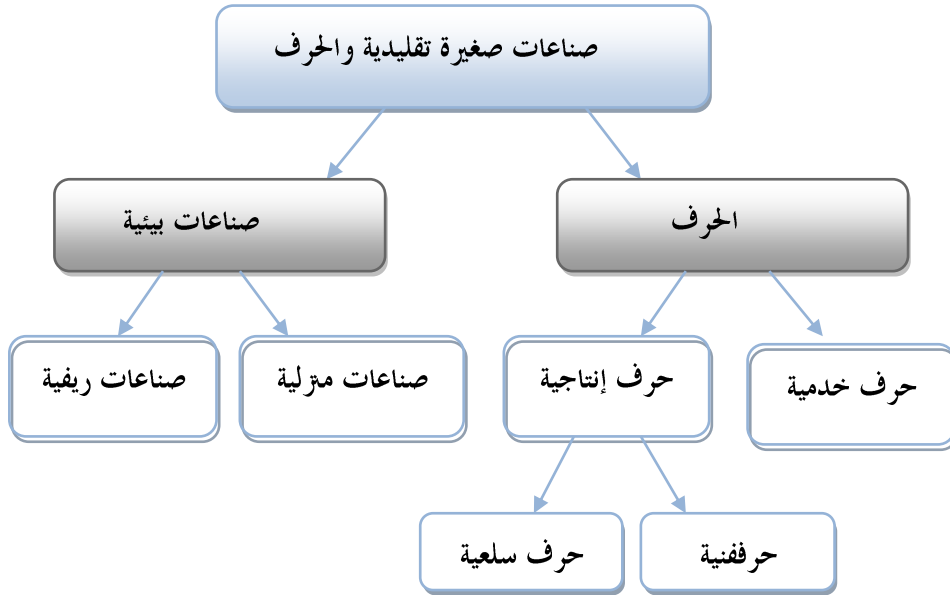 صناعات صغيرة تقليدية والحرف
الحرف
صناعات بيئية
حرف خدمية
حرف إنتاجية
صناعات منزلية
صناعات ريفية
حرففنية
حرف سلعية